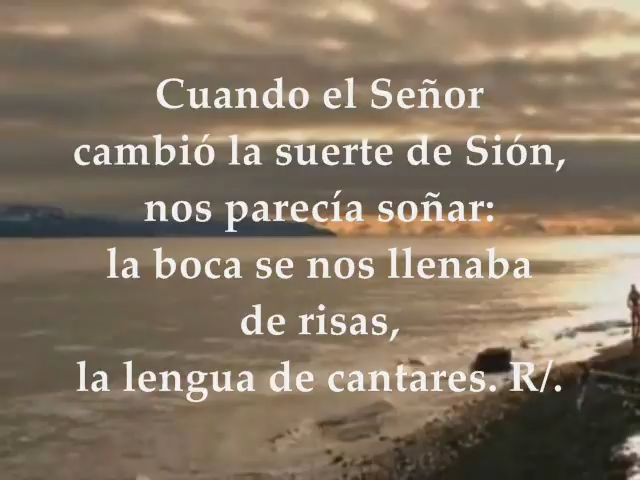 Cuando el Señor
cambió la suerte de Sión,
nos parecía soñar:
la boca se nos llenaba
de risas,
la lengua de cantares. R/.